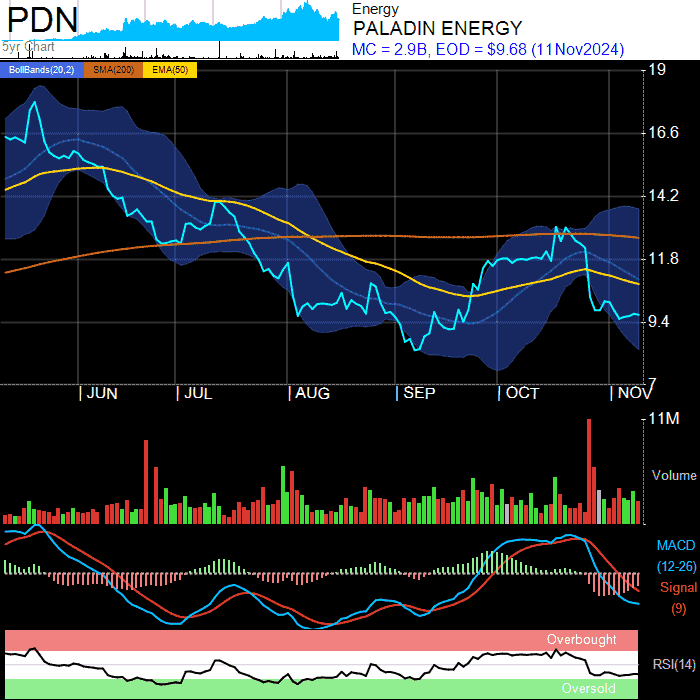 PDN
5yr Chart
Energy
PALADIN ENERGY
MC = 2.9B, EOD = $9.68 (11Nov2024)
BollBands(20,2) SMA(200) EMA(50)
19
16.6
14.2
11.8
9.4
7
JUN JUL AUG SEP OCT NOV
11M
Volume
MACD
(12-26)
Signal
(9)
Overbought
RSI(14)
Oversold